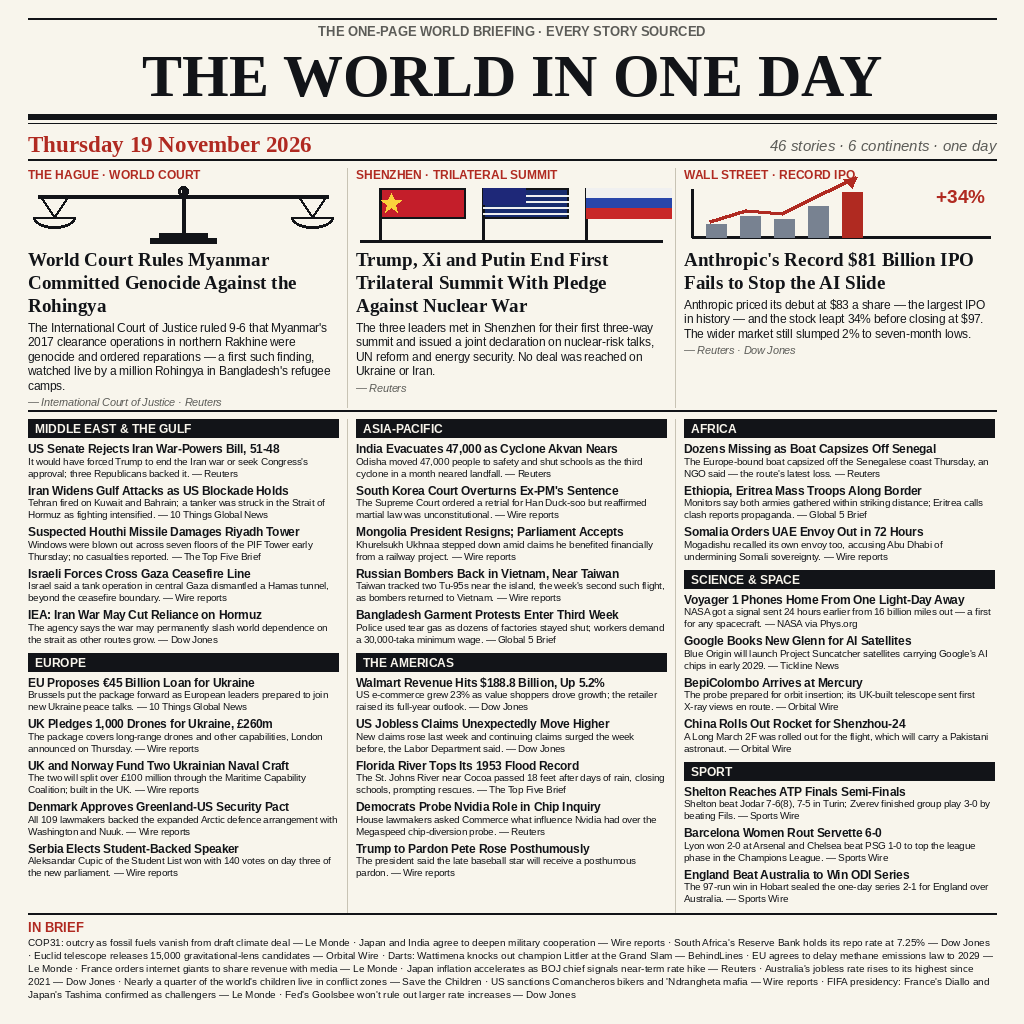 THE ONE-PAGE WORLD BRIEFING · EVERY STORY SOURCED
THE WORLD IN ONE DAY
Thursday 19 November 2026
46 stories · 6 continents · one day
THE HAGUE · WORLD COURT
World Court Rules Myanmar
Committed Genocide Against the
Rohingya
The International Court of Justice ruled 9-6 that Myanmar's
2017 clearance operations in northern Rakhine were
genocide and ordered reparations — a first such finding,
watched live by a million Rohingya in Bangladesh's refugee
camps.
— International Court of Justice · Reuters
SHENZHEN · TRILATERAL SUMMIT
Trump, Xi and Putin End First
Trilateral Summit With Pledge
Against Nuclear War
The three leaders met in Shenzhen for their first three-way
summit and issued a joint declaration on nuclear-risk talks,
UN reform and energy security. No deal was reached on
Ukraine or Iran.
— Reuters
WALL STREET · RECORD IPO
+34%
Anthropic's Record $81 Billion IPO
Fails to Stop the AI Slide
Anthropic priced its debut at $83 a share — the largest IPO
in history — and the stock leapt 34% before closing at $97.
The wider market still slumped 2% to seven-month lows.
— Reuters · Dow Jones
MIDDLE EAST & THE GULF
US Senate Rejects Iran War-Powers Bill, 51-48
It would have forced Trump to end the Iran war or seek Congress's
approval; three Republicans backed it. — Reuters
Iran Widens Gulf Attacks as US Blockade Holds
Tehran fired on Kuwait and Bahrain; a tanker was struck in the Strait of
Hormuz as fighting intensified. — 10 Things Global News
Suspected Houthi Missile Damages Riyadh Tower
Windows were blown out across seven floors of the PIF Tower early
Thursday; no casualties reported. — The Top Five Brief
Israeli Forces Cross Gaza Ceasefire Line
Israel said a tank operation in central Gaza dismantled a Hamas tunnel,
beyond the ceasefire boundary. — Wire reports
IEA: Iran War May Cut Reliance on Hormuz
The agency says the war may permanently slash world dependence on
the strait as other routes grow. — Dow Jones
EUROPE
EU Proposes €45 Billion Loan for Ukraine
Brussels put the package forward as European leaders prepared to join
new Ukraine peace talks. — 10 Things Global News
UK Pledges 1,000 Drones for Ukraine, £260m
The package covers long-range drones and other capabilities, London
announced on Thursday. — Wire reports
UK and Norway Fund Two Ukrainian Naval Craft
The two will split over £100 million through the Maritime Capability
Coalition; built in the UK. — Wire reports
Denmark Approves Greenland-US Security Pact
All 109 lawmakers backed the expanded Arctic defence arrangement with
Washington and Nuuk. — Wire reports
Serbia Elects Student-Backed Speaker
Aleksandar Cupic of the Student List won with 140 votes on day three of
the new parliament. — Wire reports
ASIA-PACIFIC
India Evacuates 47,000 as Cyclone Akvan Nears
Odisha moved 47,000 people to safety and shut schools as the third
cyclone in a month neared landfall. — Reuters
South Korea Court Overturns Ex-PM's Sentence
The Supreme Court ordered a retrial for Han Duck-soo but reaffirmed
martial law was unconstitutional. — Wire reports
Mongolia President Resigns; Parliament Accepts
Khurelsukh Ukhnaa stepped down amid claims he benefited financially
from a railway project. — Wire reports
Russian Bombers Back in Vietnam, Near Taiwan
Taiwan tracked two Tu-95s near the island, the week's second such flight,
as bombers returned to Vietnam. — Wire reports
Bangladesh Garment Protests Enter Third Week
Police used tear gas as dozens of factories stayed shut; workers demand
a 30,000-taka minimum wage. — Global 5 Brief
THE AMERICAS
Walmart Revenue Hits $188.8 Billion, Up 5.2%
US e-commerce grew 23% as value shoppers drove growth; the retailer
raised its full-year outlook. — Dow Jones
US Jobless Claims Unexpectedly Move Higher
New claims rose last week and continuing claims surged the week
before, the Labor Department said. — Dow Jones
Florida River Tops Its 1953 Flood Record
The St. Johns River near Cocoa passed 18 feet after days of rain, closing
schools, prompting rescues. — The Top Five Brief
Democrats Probe Nvidia Role in Chip Inquiry
House lawmakers asked Commerce what influence Nvidia had over the
Megaspeed chip-diversion probe. — Reuters
Trump to Pardon Pete Rose Posthumously
The president said the late baseball star will receive a posthumous
pardon. — Wire reports
AFRICA
Dozens Missing as Boat Capsizes Off Senegal
The Europe-bound boat capsized off the Senegalese coast Thursday, an
NGO said — the route's latest loss. — Reuters
Ethiopia, Eritrea Mass Troops Along Border
Monitors say both armies gathered within striking distance; Eritrea calls
clash reports propaganda. — Global 5 Brief
Somalia Orders UAE Envoy Out in 72 Hours
Mogadishu recalled its own envoy too, accusing Abu Dhabi of
undermining Somali sovereignty. — Wire reports
SCIENCE & SPACE
Voyager 1 Phones Home From One Light-Day Away
NASA got a signal sent 24 hours earlier from 16 billion miles out — a first
for any spacecraft. — NASA via Phys.org
Google Books New Glenn for AI Satellites
Blue Origin will launch Project Suncatcher satellites carrying Google's AI
chips in early 2029. — Tickline News
BepiColombo Arrives at Mercury
The probe prepared for orbit insertion; its UK-built telescope sent first
X-ray views en route. — Orbital Wire
China Rolls Out Rocket for Shenzhou-24
A Long March 2F was rolled out for the flight, which will carry a Pakistani
astronaut. — Orbital Wire
SPORT
Shelton Reaches ATP Finals Semi-Finals
Shelton beat Jodar 7-6(8), 7-5 in Turin; Zverev finished group play 3-0 by
beating Fils. — Sports Wire
Barcelona Women Rout Servette 6-0
Lyon won 2-0 at Arsenal and Chelsea beat PSG 1-0 to top the league
phase in the Champions League. — Sports Wire
England Beat Australia to Win ODI Series
The 97-run win in Hobart sealed the one-day series 2-1 for England over
Australia. — Sports Wire
IN BRIEF
COP31: outcry as fossil fuels vanish from draft climate deal — Le Monde · Japan and India agree to deepen military cooperation — Wire reports · South Africa's Reserve Bank holds its repo rate at 7.25% — Dow Jones
· Euclid telescope releases 15,000 gravitational-lens candidates — Orbital Wire · Darts: Wattimena knocks out champion Littler at the Grand Slam — BehindLines · EU agrees to delay methane emissions law to 2029 —
Le Monde · France orders internet giants to share revenue with media — Le Monde · Japan inflation accelerates as BOJ chief signals near-term rate hike — Reuters · Australia's jobless rate rises to its highest since
2021 — Dow Jones · Nearly a quarter of the world's children live in conflict zones — Save the Children · US sanctions Comancheros bikers and 'Ndrangheta mafia — Wire reports · FIFA presidency: France's Diallo and
Japan's Tashima confirmed as challengers — Le Monde · Fed's Goolsbee won't rule out larger rate increases — Dow Jones